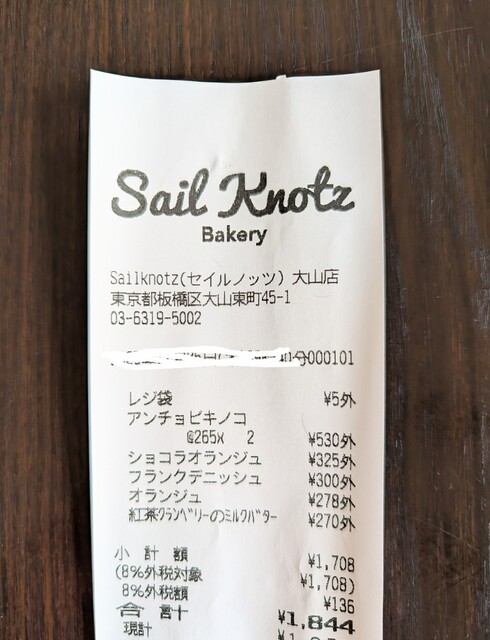 Sail Knotz
Bakery
Sailknotz(セイルノッツ) 大山店
東京都板橋区大山東町45-1
03-6319-5002
000101
レジ袋 ¥5外
アンチョビキノコ
@265x 2 ¥530外
ショコラオランジュ ¥325外
フランクデニッシュ ¥300外
オランジュ ¥278外
紅茶ｸﾗﾝﾍﾞﾘｰのﾐﾙｸﾊﾞﾀｰ ¥270外
小 計 額 ¥1,708
(8%外税対象 ¥1,708)
8%外税額 ¥136
合 計 ¥1,844
現計